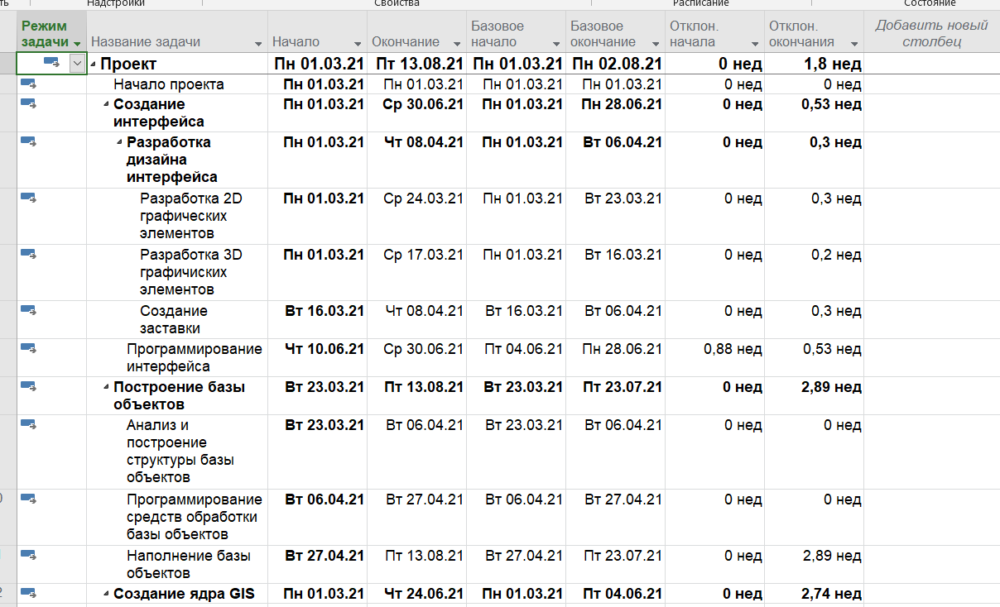 ть Надстройки Свойства Расписание Состояние
Режим задачи Название задачи Начало Окончание Базовое начало Базовое окончание Отклон. начала Отклон. окончания Добавить новый столбец
Проект Пн 01.03.21 Пт 13.08.21 Пн 01.03.21 Пн 02.08.21 0 нед 1,8 нед
Начало проекта Пн 01.03.21 Пн 01.03.21 Пн 01.03.21 Пн 01.03.21 0 нед 0 нед
Создание Пн 01.03.21 Ср 30.06.21 Пн 01.03.21 Пн 28.06.21 0 нед 0,53 нед
интерфейса
Разработка Пн 01.03.21 Чт 08.04.21 Пн 01.03.21 Вт 06.04.21 0 нед 0,3 нед
дизайна
интерфейса
Разработка 2D Пн 01.03.21 Ср 24.03.21 Пн 01.03.21 Вт 23.03.21 0 нед 0,3 нед
графических
элементов
Разработка 3D Пн 01.03.21 Ср 17.03.21 Пн 01.03.21 Вт 16.03.21 0 нед 0,2 нед
графичиских
элементов
Создание Вт 16.03.21 Чт 08.04.21 Вт 16.03.21 Вт 06.04.21 0 нед 0,3 нед
заставки
Программирование Чт 10.06.21 Ср 30.06.21 Пт 04.06.21 Пн 28.06.21 0,88 нед 0,53 нед
интерфейса
Построение базы Вт 23.03.21 Пт 13.08.21 Вт 23.03.21 Пт 23.07.21 0 нед 2,89 нед
объектов
Анализ и Вт 23.03.21 Вт 06.04.21 Вт 23.03.21 Вт 06.04.21 0 нед 0 нед
построение
структуры базы
объектов
Программирование Вт 06.04.21 Вт 27.04.21 Вт 06.04.21 Вт 27.04.21 0 нед 0 нед
средств обработки
базы объектов
Наполнение базы Вт 27.04.21 Пт 13.08.21 Вт 27.04.21 Пт 23.07.21 0 нед 2,89 нед
объектов
Создание ядра GIS Пн 01.03.21 Чт 24.06.21 Пн 01.03.21 Пт 04.06.21 0 нед 2,74 нед